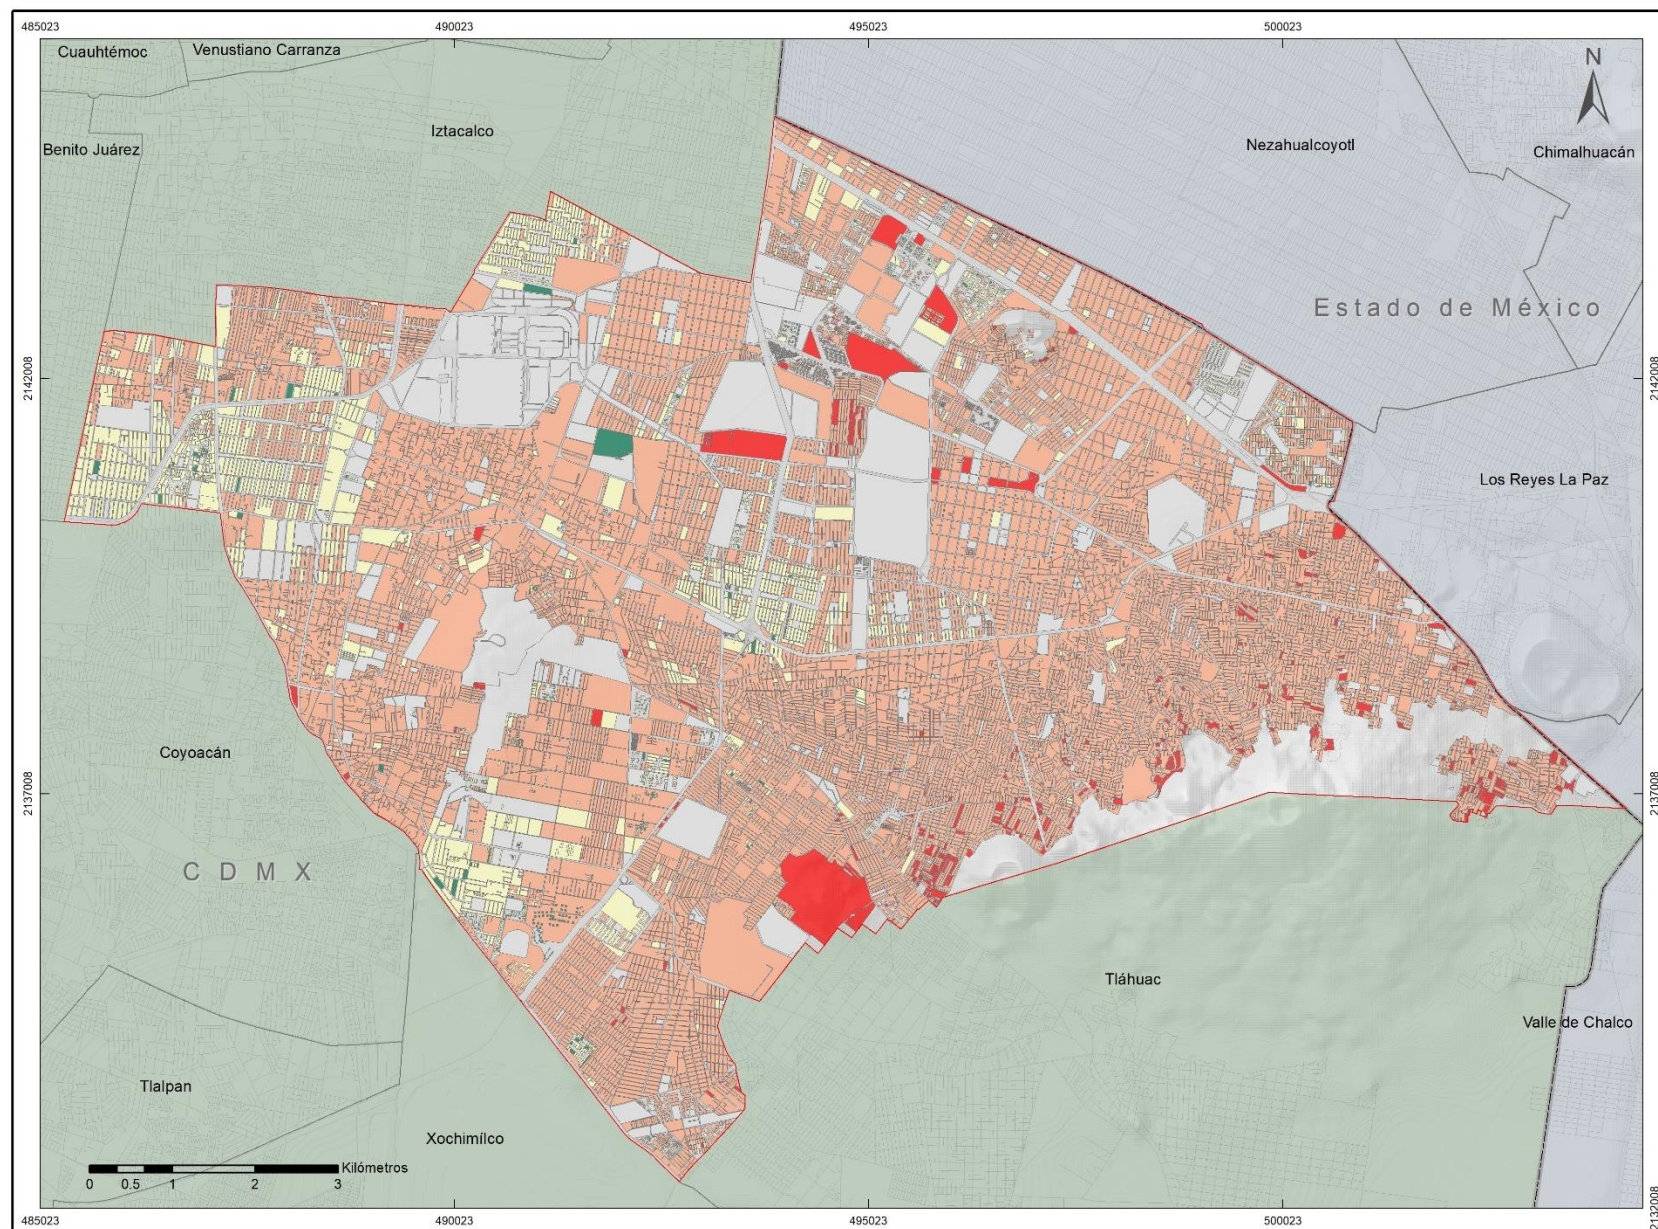 485023 490023 495023 500023
Cuauhtémoc Venustiano Carranza
N
Iztacalco
Benito Juárez
Nezahualcoyotl
Chimalhuacán
Estado de México
2142008 2142008
Los Reyes La Paz
Coyoacán
2137008 2137008
C D M X
Tláhuac
Valle de Chalco
Tlalpan
Xochimílco
Kilómetros
0 0.5 1 2 3
2132008
485023 490023 495023 500023